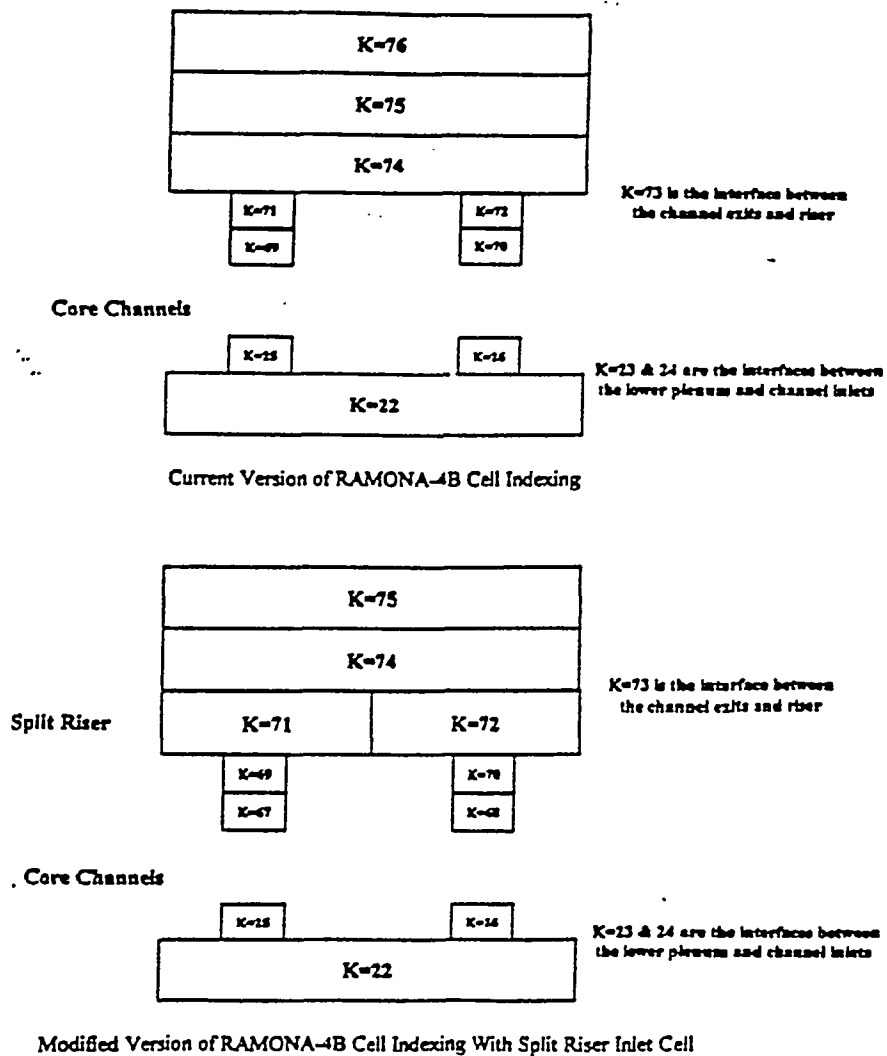 K=76
K=75
K=74
K=71
K=72
K=69
K=70
K=73 is the interface between
the channel exits and riser
Core Channels
K=25
K=26
K=23 & 24 are the interfaces between
the lower plenum and channel inlets
K=22
Current Version of RAMONA-4B Cell Indexing
K=75
K=74
K=73 is the interface between
the channel exits and riser
Split Riser
K=71
K=72
K=69
K=70
K=67
K=68
Core Channels
K=25
K=26
K=23 & 24 are the interfaces between
the lower plenum and channel inlets
K=22
Modified Version of RAMONA-4B Cell Indexing With Split Riser Inlet Cell